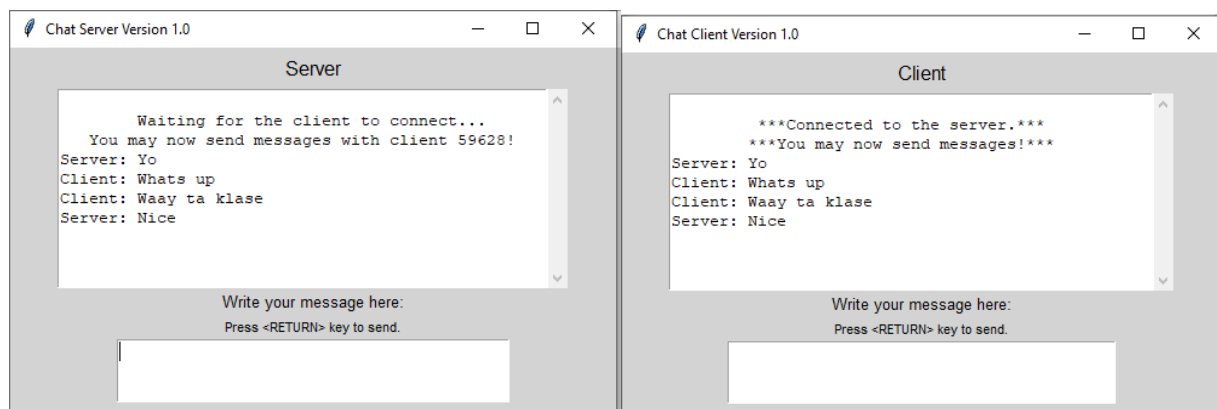 Chat Server Version 1.0
Server
Waiting for the client to connect...
You may now send messages with client 59628!
Server: Yo
Client: Whats up
Client: Waay ta klase
Server: Nice
Write your message here:
Press <RETURN> key to send.
Chat Client Version 1.0
Client
***Connected to the server.***
***You may now send messages!***
Server: Yo
Client: Whats up
Client: Waay ta klase
Server: Nice
Write your message here:
Press <RETURN> key to send.